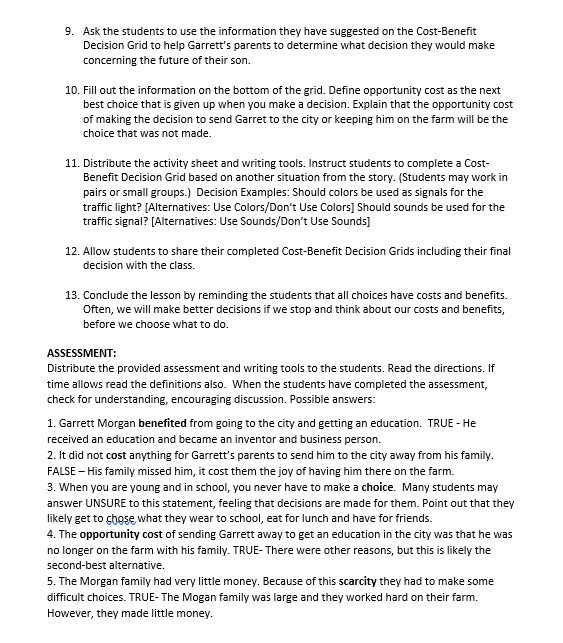 9. Ask the students to use the information they have suggested on the Cost-Benefit
Decision Grid to help Garrett's parents to determine what decision they would make
concerning the future of their son.
10. Fill out the information on the bottom of the grid. Define opportunity cost as the next
best choice that is given up when you make a decision. Explain that the opportunity cost
of making the decision to send Garret to the city or keeping him on the farm will be the
choice that was not made.
11. Distribute the activity sheet and writing tools. Instruct students to complete a Cost-
Benefit Decision Grid based on another situation from the story. (Students may work in
pairs or small groups.) Decision Examples: Should colors be used as signals for the
traffic light? [Alternatives: Use Colors/Don't Use Colors] Should sounds be used for the
traffic signal? [Alternatives: Use Sounds/Don't Use Sounds]
12. Allow students to share their completed Cost-Benefit Decision Grids including their final
decision with the class.
13. Conclude the lesson by reminding the students that all choices have costs and benefits.
Often, we will make better decisions if we stop and think about our costs and benefits,
before we choose what to do.
ASSESSMENT:
Distribute the provided assessment and writing tools to the students. Read the directions. If
time allows read the definitions also. When the students have completed the assessment,
check for understanding, encouraging discussion. Possible answers:
1. Garrett Morgan benefited from going to the city and getting an education. TRUE - He
received an education and became an inventor and business person.
2. It did not cost anything for Garrett's parents to send him to the city away from his family.
FALSE – His family missed him, it cost them the joy of having him there on the farm.
3. When you are young and in school, you never have to make a choice. Many students may
answer UNSURE to this statement, feeling that decisions are made for them. Point out that they
likely get to chose what they wear to school, eat for lunch and have for friends.
4. The opportunity cost of sending Garrett away to get an education in the city was that he was
no longer on the farm with his family. TRUE- There were other reasons, but this is likely the
second-best alternative.
5. The Morgan family had very little money. Because of this scarcity they had to make some
difficult choices. TRUE- The Mogan family was large and they worked hard on their farm.
However, they made little money.